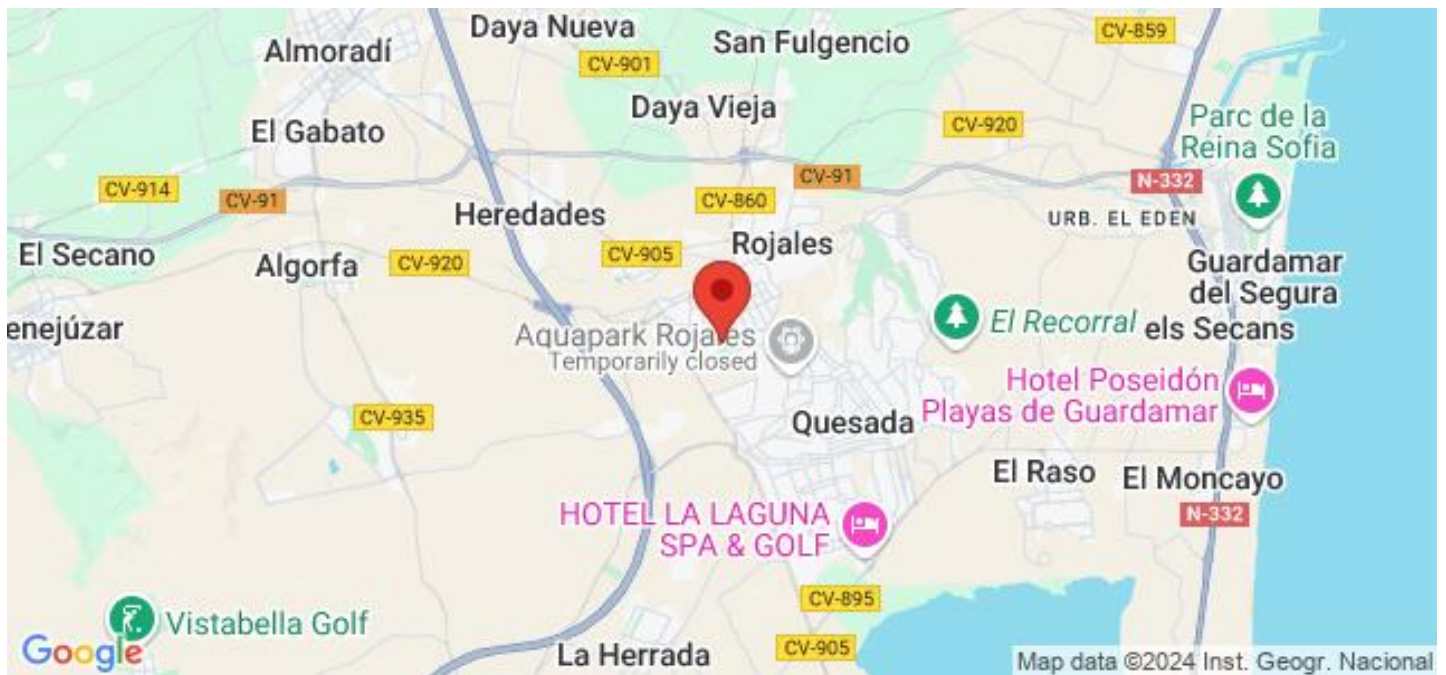 Daya Nueva
CV-859
Almoradí
San Fulgencio
CV-901
Daya Vieja
Parc de la
Reina Sofia
El Gabato
CV-920
CV-91
N-332
CV-914
CV-91
CV-860
Heredades
URB. EL EDEN
Rojales
El Secano
Algorfa
CV-920
CV-905
Guardamar
del Segura
enejúzar
Aquapark Rojales
Temporarily closed
El Recorral
els Secans
Hotel Poseidón
Playas de Guardamar
CV-935
Quesada
El Raso
El Moncayo
HOTEL LA LAGUNA
SPA & GOLF
N-332
CV-895
Vistabella Golf
Google
La Herrada
CV-905
Map data ©2024 Inst. Geogr. Nacional